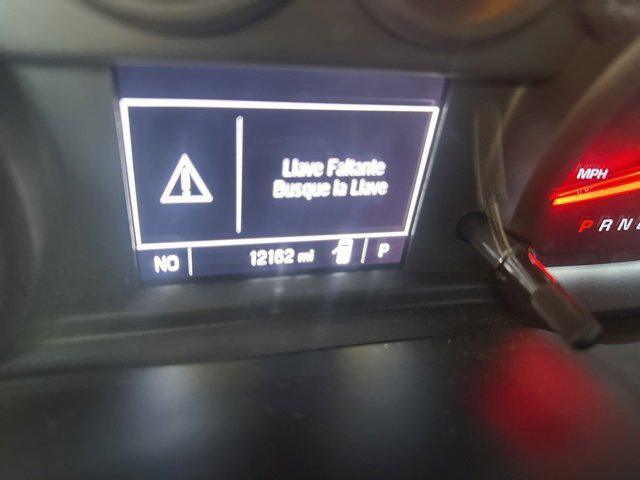 Llave Faltante
Busque la Llave
NO 12162 mi P
MPH
P R N D